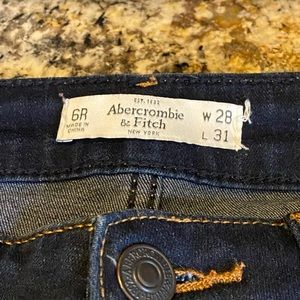 6R
MADE IN
CHINA
EST. 1892
Abercrombie
& Fitch
NEW YORK
W 28
L 31